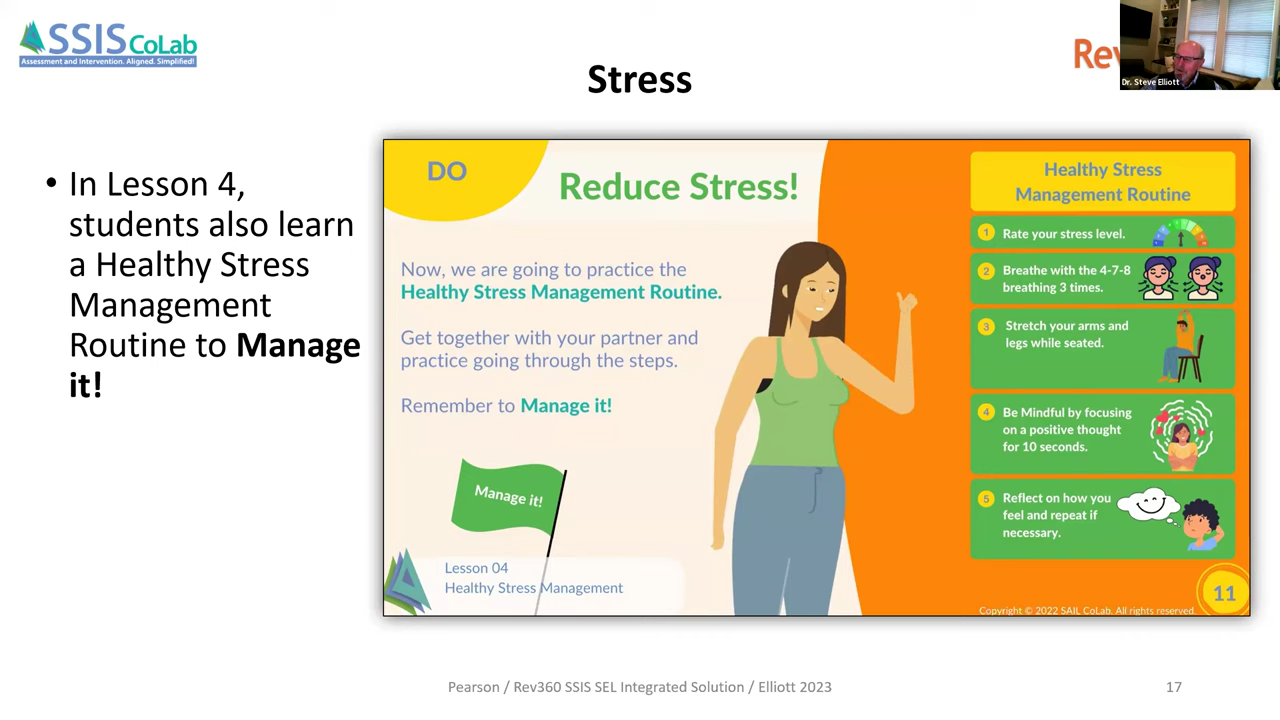 SSIS CoLab
Assessment and Intervention. Aligned. Simplified!
Stress
Dr. Steve Elliott
• In Lesson 4,
students also learn
a Healthy Stress
Management
Routine to Manage
it!
DO
Reduce Stress!
Now, we are going to practice the
Healthy Stress Management Routine.
Get together with your partner and
practice going through the steps.
Remember to Manage it!
Manage it!
Lesson 04
Healthy Stress Management
Healthy Stress
Management Routine
1 Rate your stress level.
2 Breathe with the 4-7-8
breathing 3 times.
3 Stretch your arms and
legs while seated.
4 Be Mindful by focusing
on a positive thought
for 10 seconds.
5 Reflect on how you
feel and repeat if
necessary.
11
Copyright © 2022 SAIL CoLab. All rights reserved.
Pearson / Rev360 SSIS SEL Integrated Solution / Elliott 2023
17